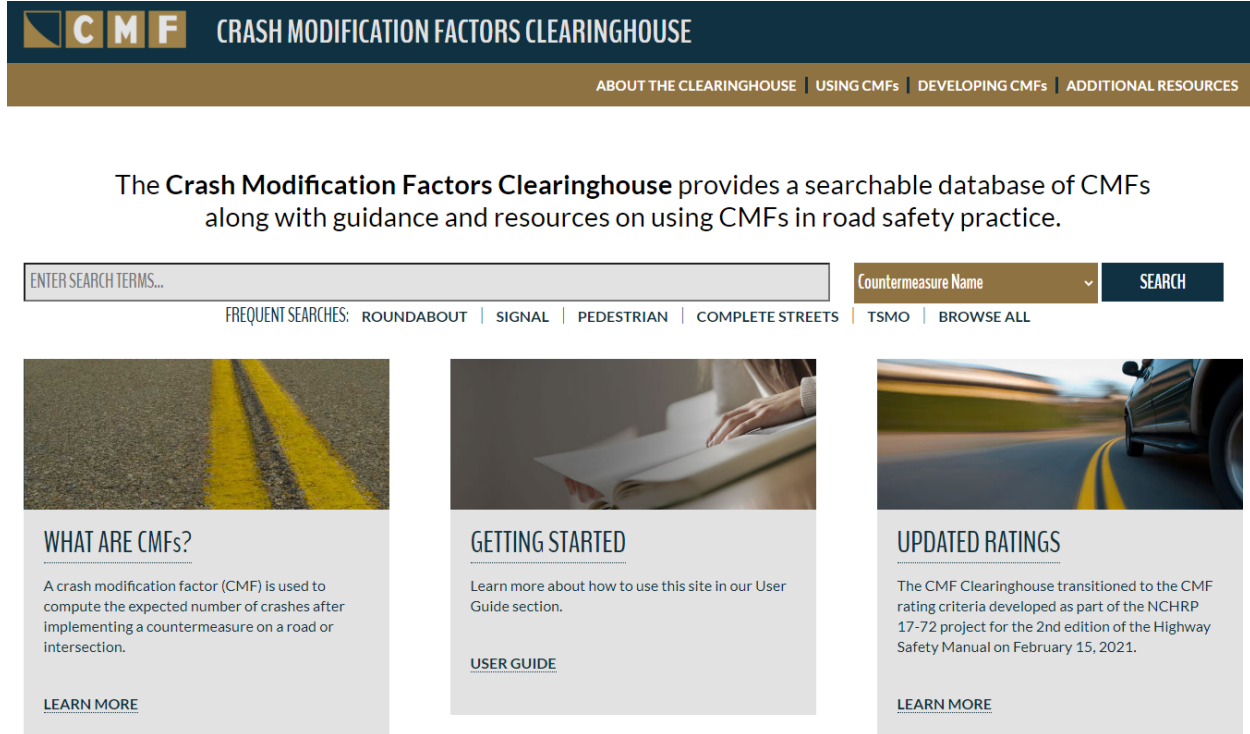 CMF CRASH MODIFICATION FACTORS CLEARINGHOUSE
ABOUT THE CLEARINGHOUSE | USING CMFs | DEVELOPING CMFs | ADDITIONAL RESOURCES
The Crash Modification Factors Clearinghouse provides a searchable database of CMFs
along with guidance and resources on using CMFs in road safety practice.
ENTER SEARCH TERMS... Countermeasure Name SEARCH
FREQUENT SEARCHES: ROUNDABOUT | SIGNAL | PEDESTRIAN | COMPLETE STREETS | TSMO | BROWSE ALL
WHAT ARE CMFs?
A crash modification factor (CMF) is used to
compute the expected number of crashes after
implementing a countermeasure on a road or
intersection.
LEARN MORE
GETTING STARTED
Learn more about how to use this site in our User
Guide section.
USER GUIDE
UPDATED RATINGS
The CMF Clearinghouse transitioned to the CMF
rating criteria developed as part of the NCHRP
17-72 project for the 2nd edition of the Highway
Safety Manual on February 15, 2021.
LEARN MORE